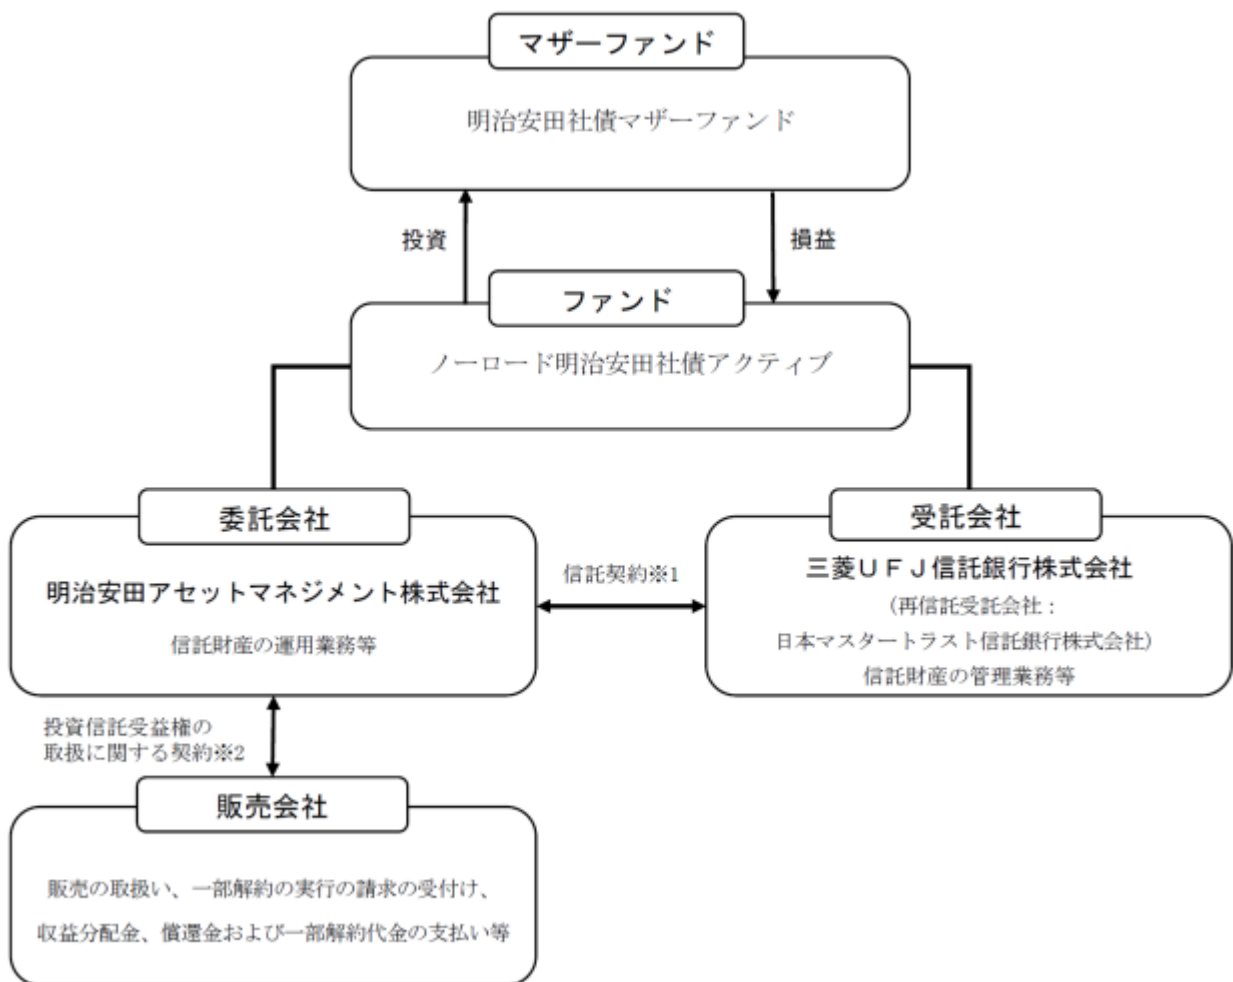 マザーファンド
明治安田社債マザーファンド
投資
損益
ファンド
ノーロード明治安田社債アクティブ
委託会社
明治安田アセットマネジメント株式会社
信託財産の運用業務等
信託契約※1
受託会社
三菱ＵＦＪ信託銀行株式会社
（再信託受託会社：
日本マスタートラスト信託銀行株式会社）
信託財産の管理業務等
投資信託受益権の
取扱に関する契約※2
販売会社
販売の取扱い、一部解約の実行の請求の受付け、
収益分配金、償還金および一部解約代金の支払い等